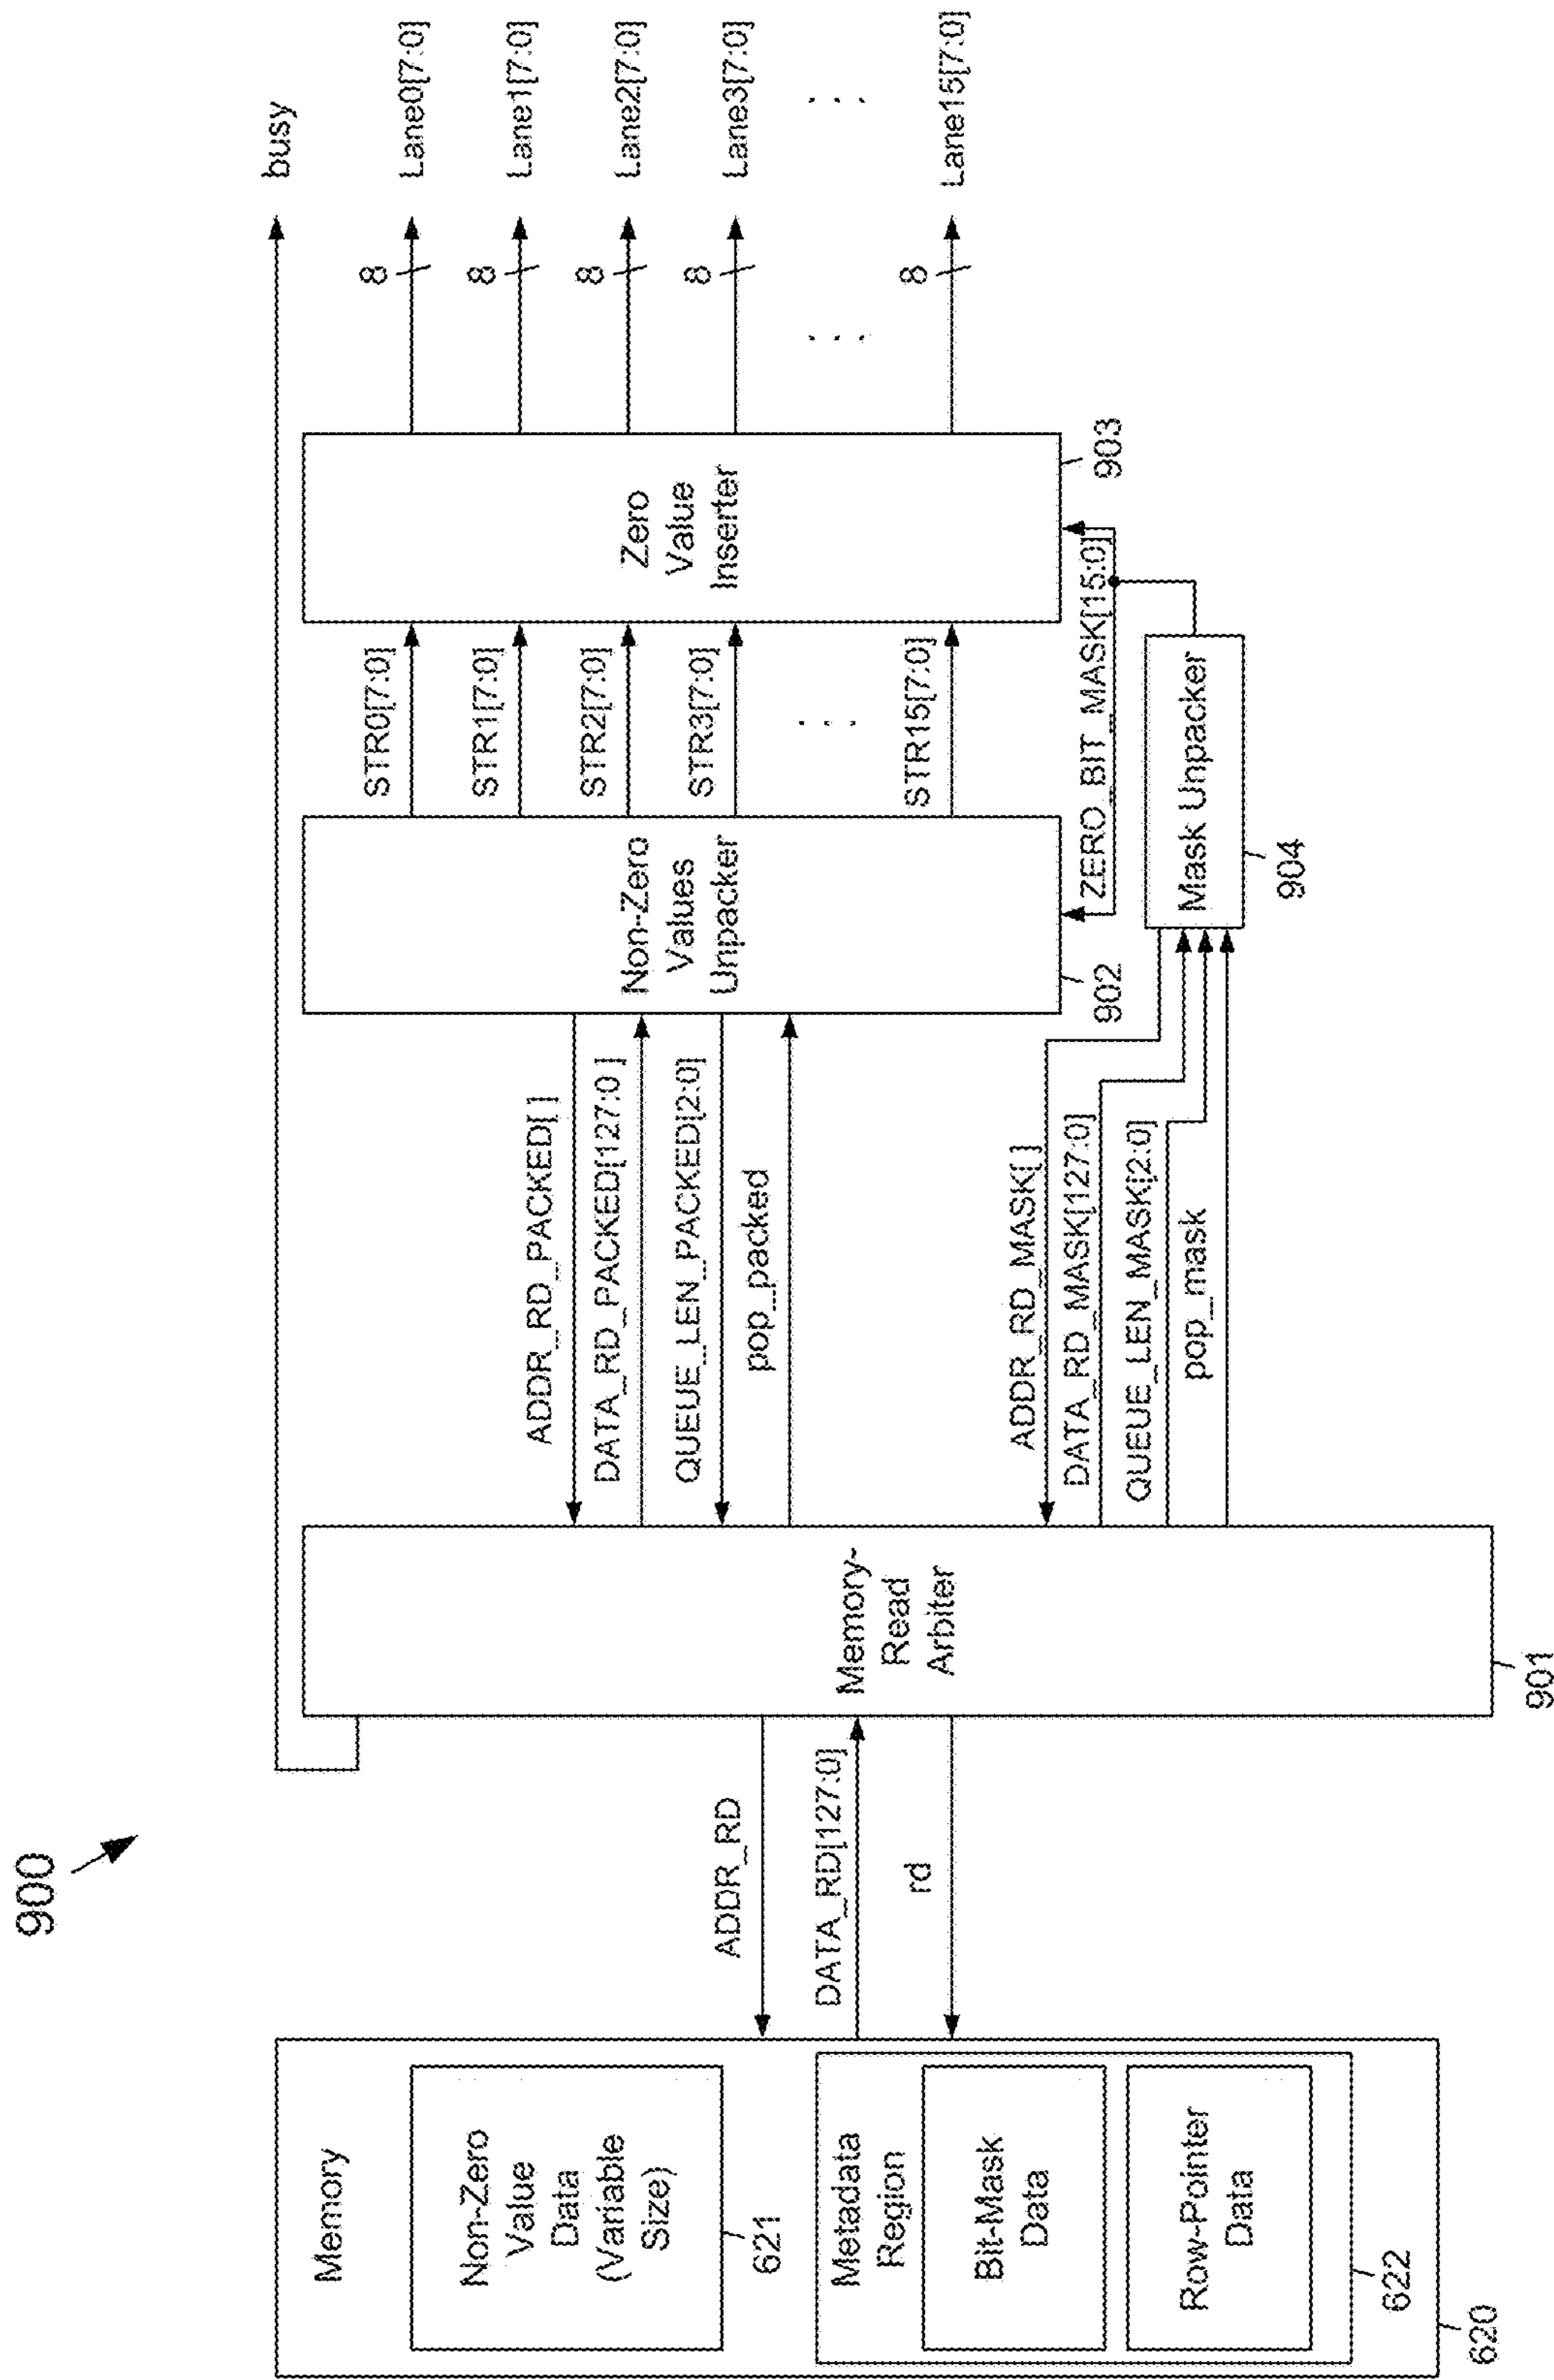 900
busy
Memory
Non-Zero
Value
Data
(Variable
Size)
621
Metadata
Region
Bit-Mask
Data
Row-Pointer
Data
622
620
ADDR_RD
DATA_RD[127:0]
rd
Memory-
Read
Arbiter
901
ADDR_RD_PACKED[ ]
DATA_RD_PACKED[127:0 ]
QUEUE_LEN_PACKED[2:0]
pop_packed
ADDR_RD_MASK[ ]
DATA_RD_MASK[127:0]
QUEUE_LEN_MASK[2:0]
pop_mask
Non-Zero
Values
Unpacker
902
STR0[7:0]
STR1[7:0]
STR2[7:0]
STR3[7:0]
. . .
STR15[7:0]
ZERO_BIT_MASK[15:0]
Mask Unpacker
904
Zero
Value
Inserter
903
8
8
8
8
. . .
8
Lane0[7:0]
Lane1[7:0]
Lane2[7:0]
Lane3[7:0]
. . .
Lane15[7:0]